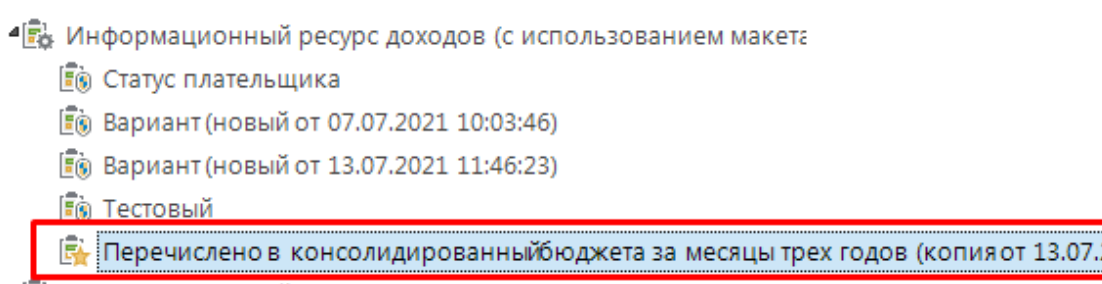 Информационный ресурс доходов (с использованием макета
Статус плательщика
Вариант (новый от 07.07.2021 10:03:46)
Вариант (новый от 13.07.2021 11:46:23)
Тестовый
Перечислено в консолидированныйбюджета за месяцы трех годов (копия от 13.07.